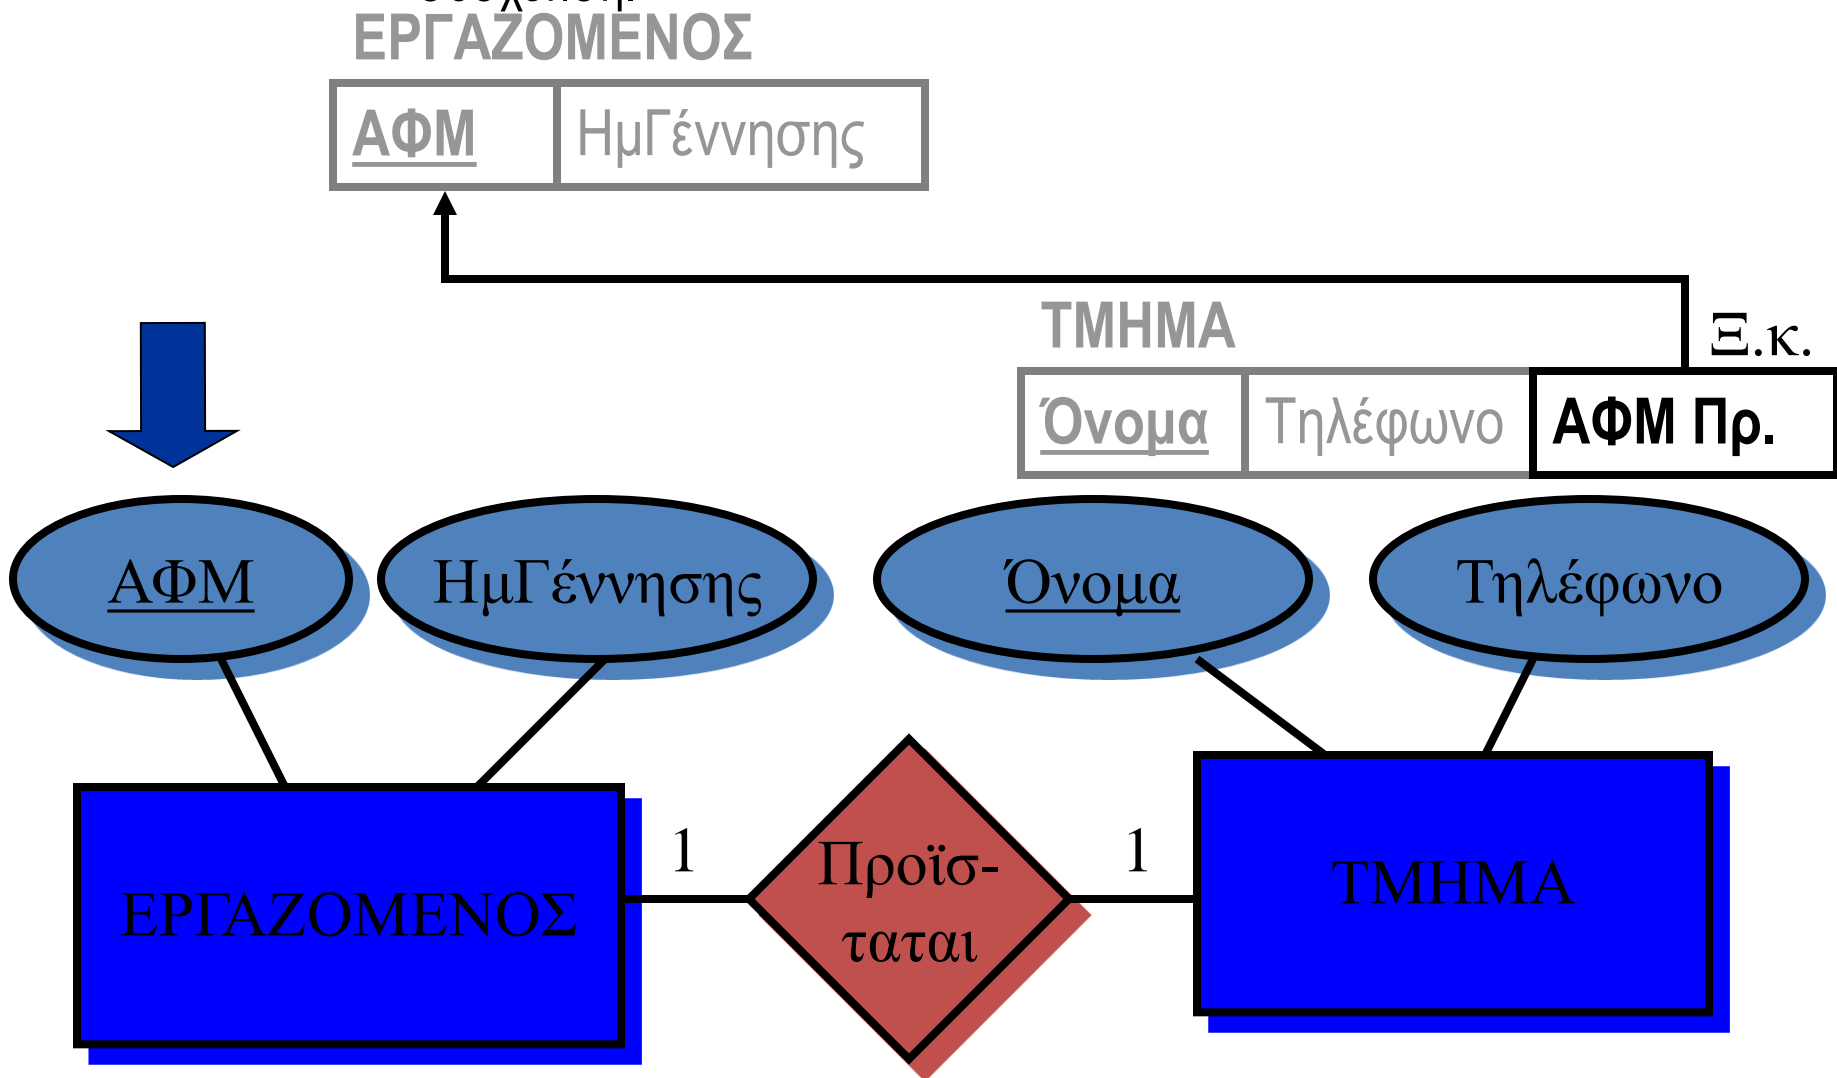 ΕΡΓΑΖΟΜΕΝΟΣ
ΑΦΜ ΗμΓέννησης
ΤΜΗΜΑ
Ξ.κ.
Όνομα Τηλέφωνο ΑΦΜ Πρ.
ΑΦΜ ΗμΓέννησης Όνομα Τηλέφωνο
1 1
Προϊσ-
ταται
ΕΡΓΑΖΟΜΕΝΟΣ
ΤΜΗΜΑ